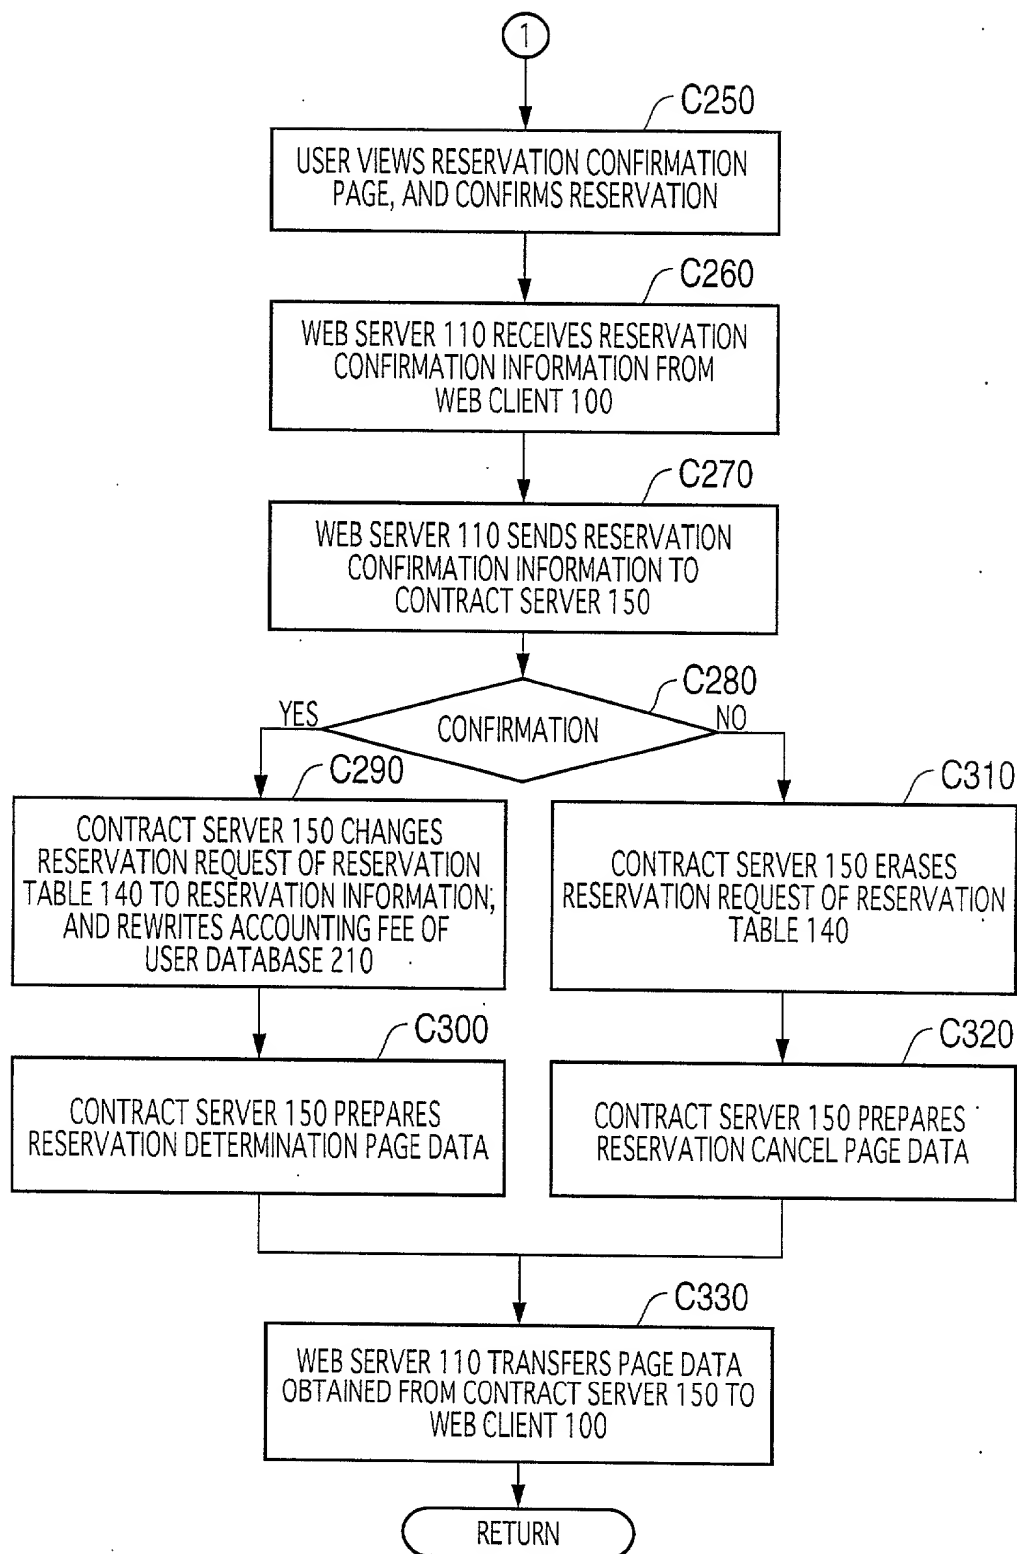 1
C250
USER VIEWS RESERVATION CONFIRMATION
PAGE, AND CONFIRMS RESERVATION
C260
WEB SERVER 110 RECEIVES RESERVATION
CONFIRMATION INFORMATION FROM
WEB CLIENT 100
C270
WEB SERVER 110 SENDS RESERVATION
CONFIRMATION INFORMATION TO
CONTRACT SERVER 150
C280
CONFIRMATION
YES
NO
C290
CONTRACT SERVER 150 CHANGES
RESERVATION REQUEST OF RESERVATION
TABLE 140 TO RESERVATION INFORMATION,
AND REWRITES ACCOUNTING FEE OF
USER DATABASE 210
C310
CONTRACT SERVER 150 ERASES
RESERVATION REQUEST OF RESERVATION
TABLE 140
C300
CONTRACT SERVER 150 PREPARES
RESERVATION DETERMINATION PAGE DATA
C320
CONTRACT SERVER 150 PREPARES
RESERVATION CANCEL PAGE DATA
C330
WEB SERVER 110 TRANSFERS PAGE DATA
OBTAINED FROM CONTRACT SERVER 150 TO
WEB CLIENT 100
RETURN